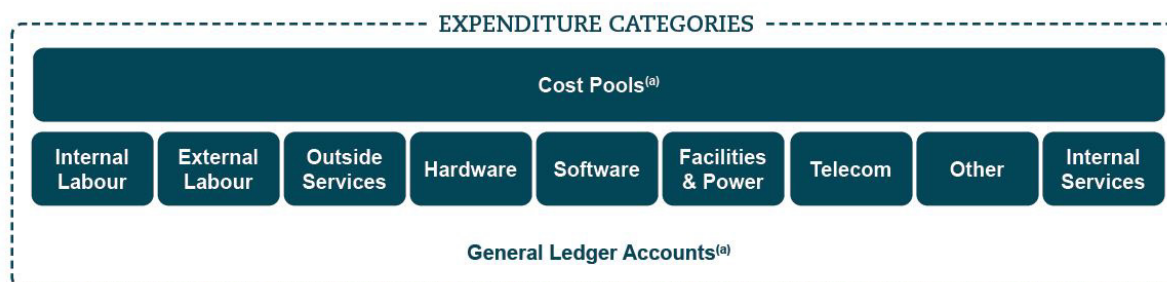 EXPENDITURE CATEGORIES
Cost Pools(a)
Internal
Labour
External
Labour
Outside
Services
Hardware
Software
Facilities
& Power
Telecom
Other
Internal
Services
General Ledger Accounts(a)